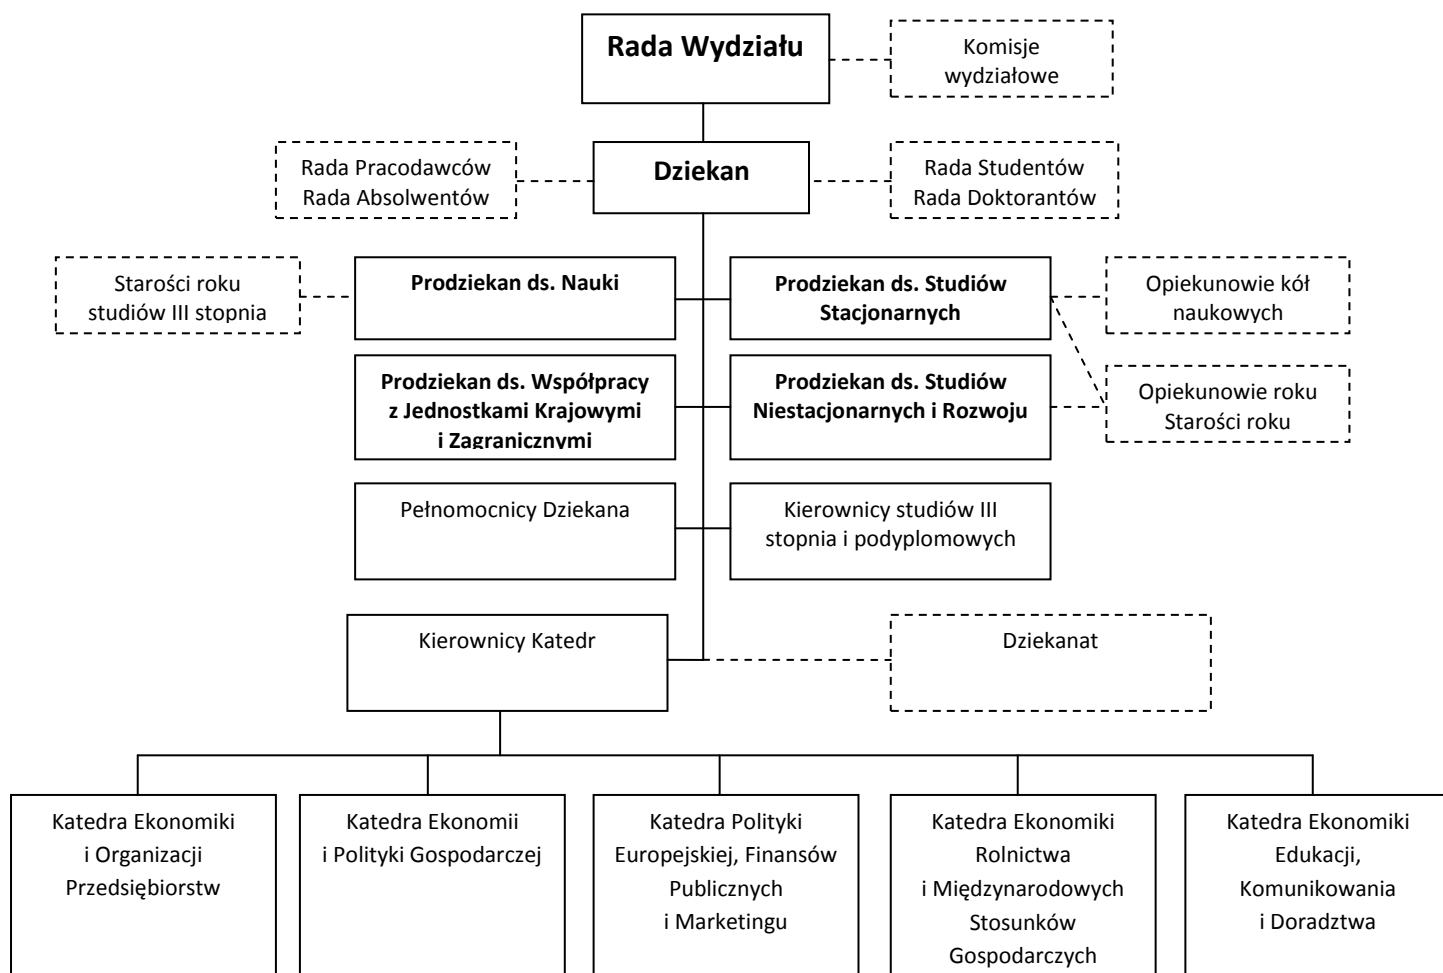 Rada Wydziału
Komisje
wydziałowe
Rada Pracodawców
Rada Absolwentów
Dziekan
Rada Studentów
Rada Doktorantów
Starości roku
studiów III stopnia
Prodziekan ds. Nauki
Prodziekan ds. Studiów
Stacjonarnych
Opiekunowie kół
naukowych
Prodziekan ds. Współpracy
z Jednostkami Krajowymi
i Zagranicznymi
Prodziekan ds. Studiów
Niestacjonarnych i Rozwoju
Opiekunowie roku
Starości roku
Pełnomocnicy Dziekana
Kierownicy studiów III
stopnia i podyplomowych
Kierownicy Katedr
Dziekanat
Katedra Ekonomiki
i Organizacji
Przedsiębiorstw
Katedra Ekonomii
i Polityki Gospodarczej
Katedra Polityki
Europejskiej, Finansów
Publicznych
i Marketingu
Katedra Ekonomiki
Rolnictwa
i Międzynarodowych
Stosunków
Gospodarczych
Katedra Ekonomiki
Edukacji,
Komunikowania
i Doradztwa